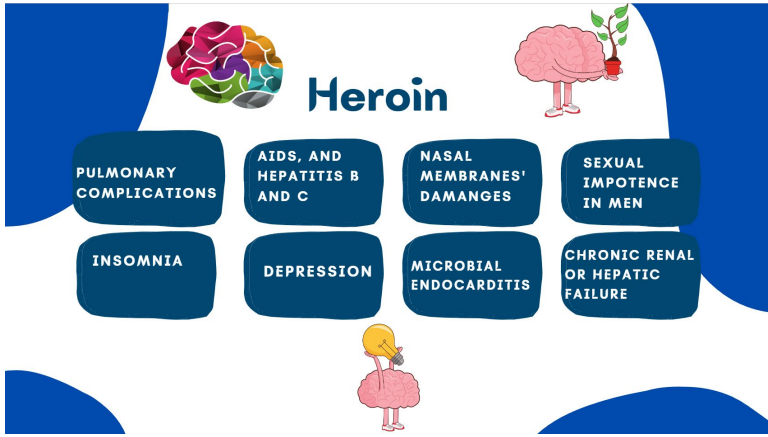 Heroin
PULMONARY
COMPLICATIONS
AIDS, AND
HEPATITIS B
AND C
NASAL
MEMBRANES'
DAMANGES
SEXUAL
IMPOTENCE
IN MEN
INSOMNIA
DEPRESSION
MICROBIAL
ENDOCARDITIS
CHRONIC RENAL
OR HEPATIC
FAILURE